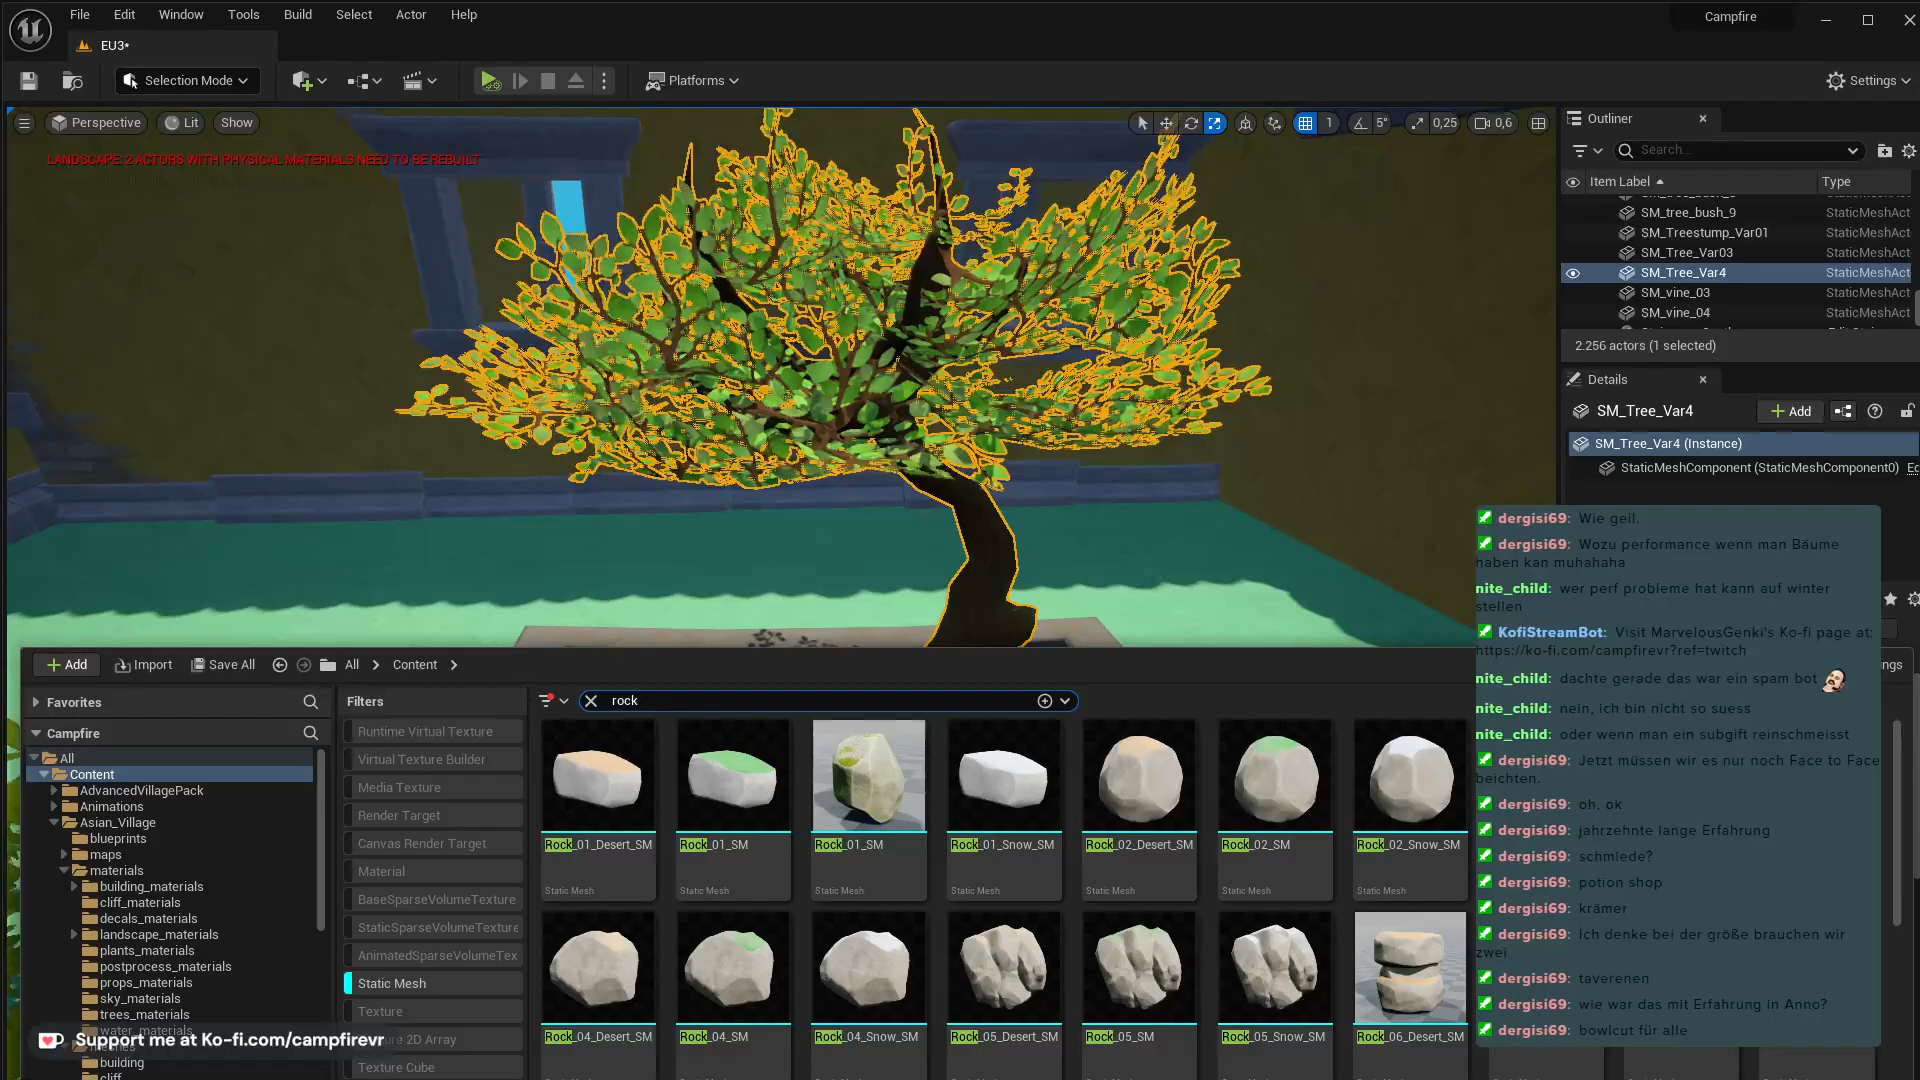 File Edit Window Tools Build Select Actor Help
Campfire
EU3*
Selection Mode
Platforms
Settings
Perspective Lit Show
1 5° 0,25 0,6
LANDSCAPE: 2 ACTORS WITH PHYSICAL MATERIALS NEED TO BE REBUILT
Outliner
Search...
Item Label Type
SM_tree_bush_9 StaticMeshAct
SM_Treestump_Var01 StaticMeshAct
SM_Tree_Var03 StaticMeshAct
SM_Tree_Var4 StaticMeshAct
SM_vine_03 StaticMeshAct
SM_vine_04 StaticMeshAct
2.256 actors (1 selected)
Details
SM_Tree_Var4 Add
SM_Tree_Var4 (Instance)
StaticMeshComponent (StaticMeshComponent0)
dergisi69: Wie geil.
dergisi69: Wozu performance wenn man Bäume
haben kan muhahaha
nite_child: wer perf probleme hat kann auf winter
stellen
KofiStreamBot: Visit MarvelousGenki's Ko-fi page at:
https://ko-fi.com/campfirevr?ref=twitch
nite_child: dachte gerade das war ein spam bot
nite_child: nein, ich bin nicht so suess
nite_child: oder wenn man ein subgift reinschmeisst
dergisi69: Jetzt müssen wir es nur noch Face to Face
beichten.
dergisi69: oh, ok
dergisi69: jahrzehnte lange Erfahrung
dergisi69: schmiede?
dergisi69: potion shop
dergisi69: krämer
dergisi69: Ich denke bei der größe brauchen wir
zwei
dergisi69: taverenen
dergisi69: wie war das mit Erfahrung in Anno?
dergisi69: bowlcut für alle
Add Import Save All All Content
Favorites
Campfire
All
Content
AdvancedVillagePack
Animations
Asian_Village
blueprints
maps
materials
building_materials
cliff_materials
decals_materials
landscape_materials
plants_materials
postprocess_materials
props_materials
sky_materials
trees_materials
water_materials
building
cliff
Support me at Ko-fi.com/campfirevr
Filters
Runtime Virtual Texture
Virtual Texture Builder
Media Texture
Render Target
Canvas Render Target
Material
BaseSparseVolumeTexture
StaticSparseVolumeTexture
AnimatedSparseVolumeTex
Static Mesh
Texture
2D Array
Texture Cube
rock
Rock_01_Desert_SM Rock_01_SM Rock_01_SM Rock_01_Snow_SM Rock_02_Desert_SM Rock_02_SM Rock_02_Snow_SM
Static Mesh Static Mesh Static Mesh Static Mesh Static Mesh Static Mesh Static Mesh
Rock_04_Desert_SM Rock_04_SM Rock_04_Snow_SM Rock_05_Desert_SM Rock_05_SM Rock_05_Snow_SM Rock_06_Desert_SM